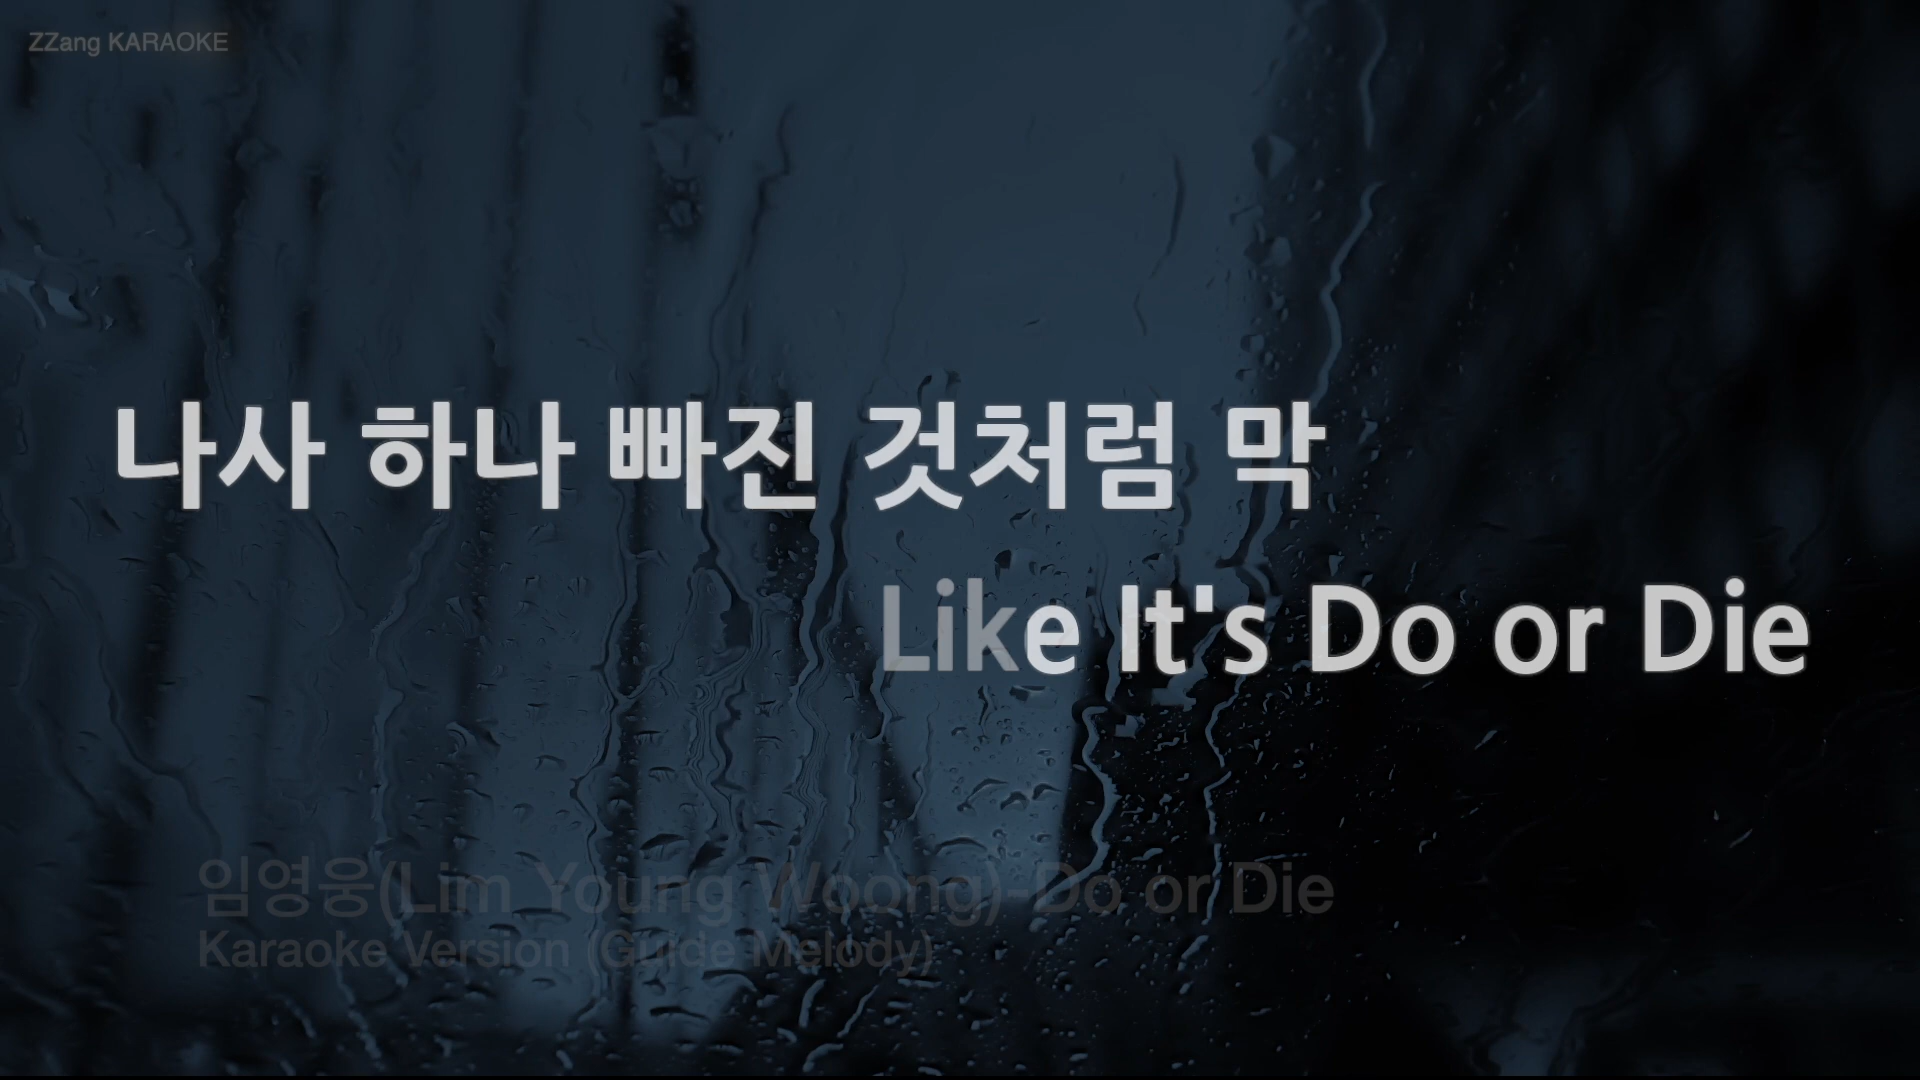 ZZang KARAOKE
나사 하나 빠진 것처럼 막
Like It's Do or Die
임영웅(Lim Young Woong)-Do or Die
Karaoke Version (Guide Melody)